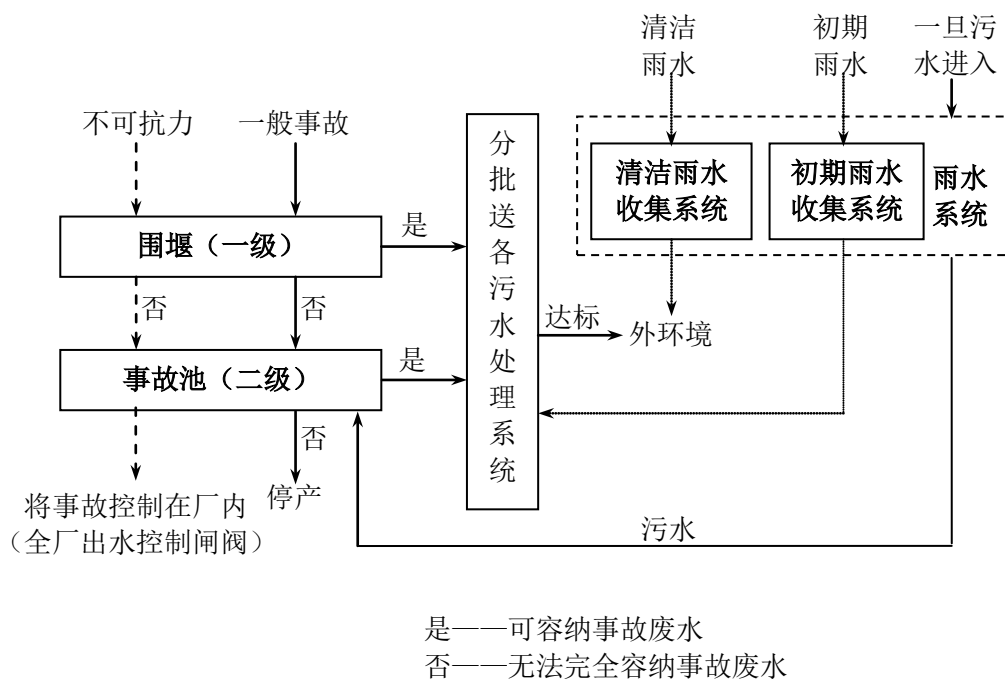 清洁
雨水
初期
雨水
一旦污
水进入
不可抗力
一般事故
分批送各污水处理系统
清洁雨水
收集系统
初期雨水
收集系统
雨水
系统
围堰（一级）
是
否
否
达标
外环境
事故池（二级）
是
否
将事故控制在厂内
（全厂出水控制闸阀）
停产
污水
是——可容纳事故废水
否——无法完全容纳事故废水